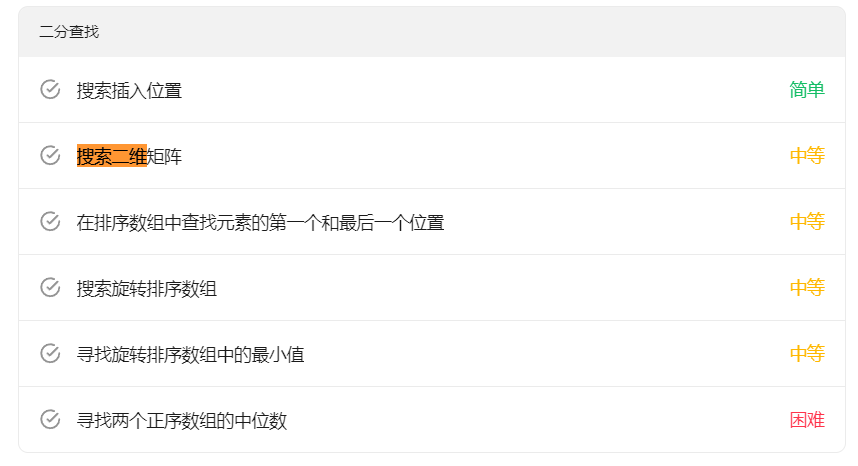 二分查找
搜索插入位置 简单
搜索二维矩阵 中等
在排序数组中查找元素的第一个和最后一个位置 中等
搜索旋转排序数组 中等
寻找旋转排序数组中的最小值 中等
寻找两个正序数组的中位数 困难